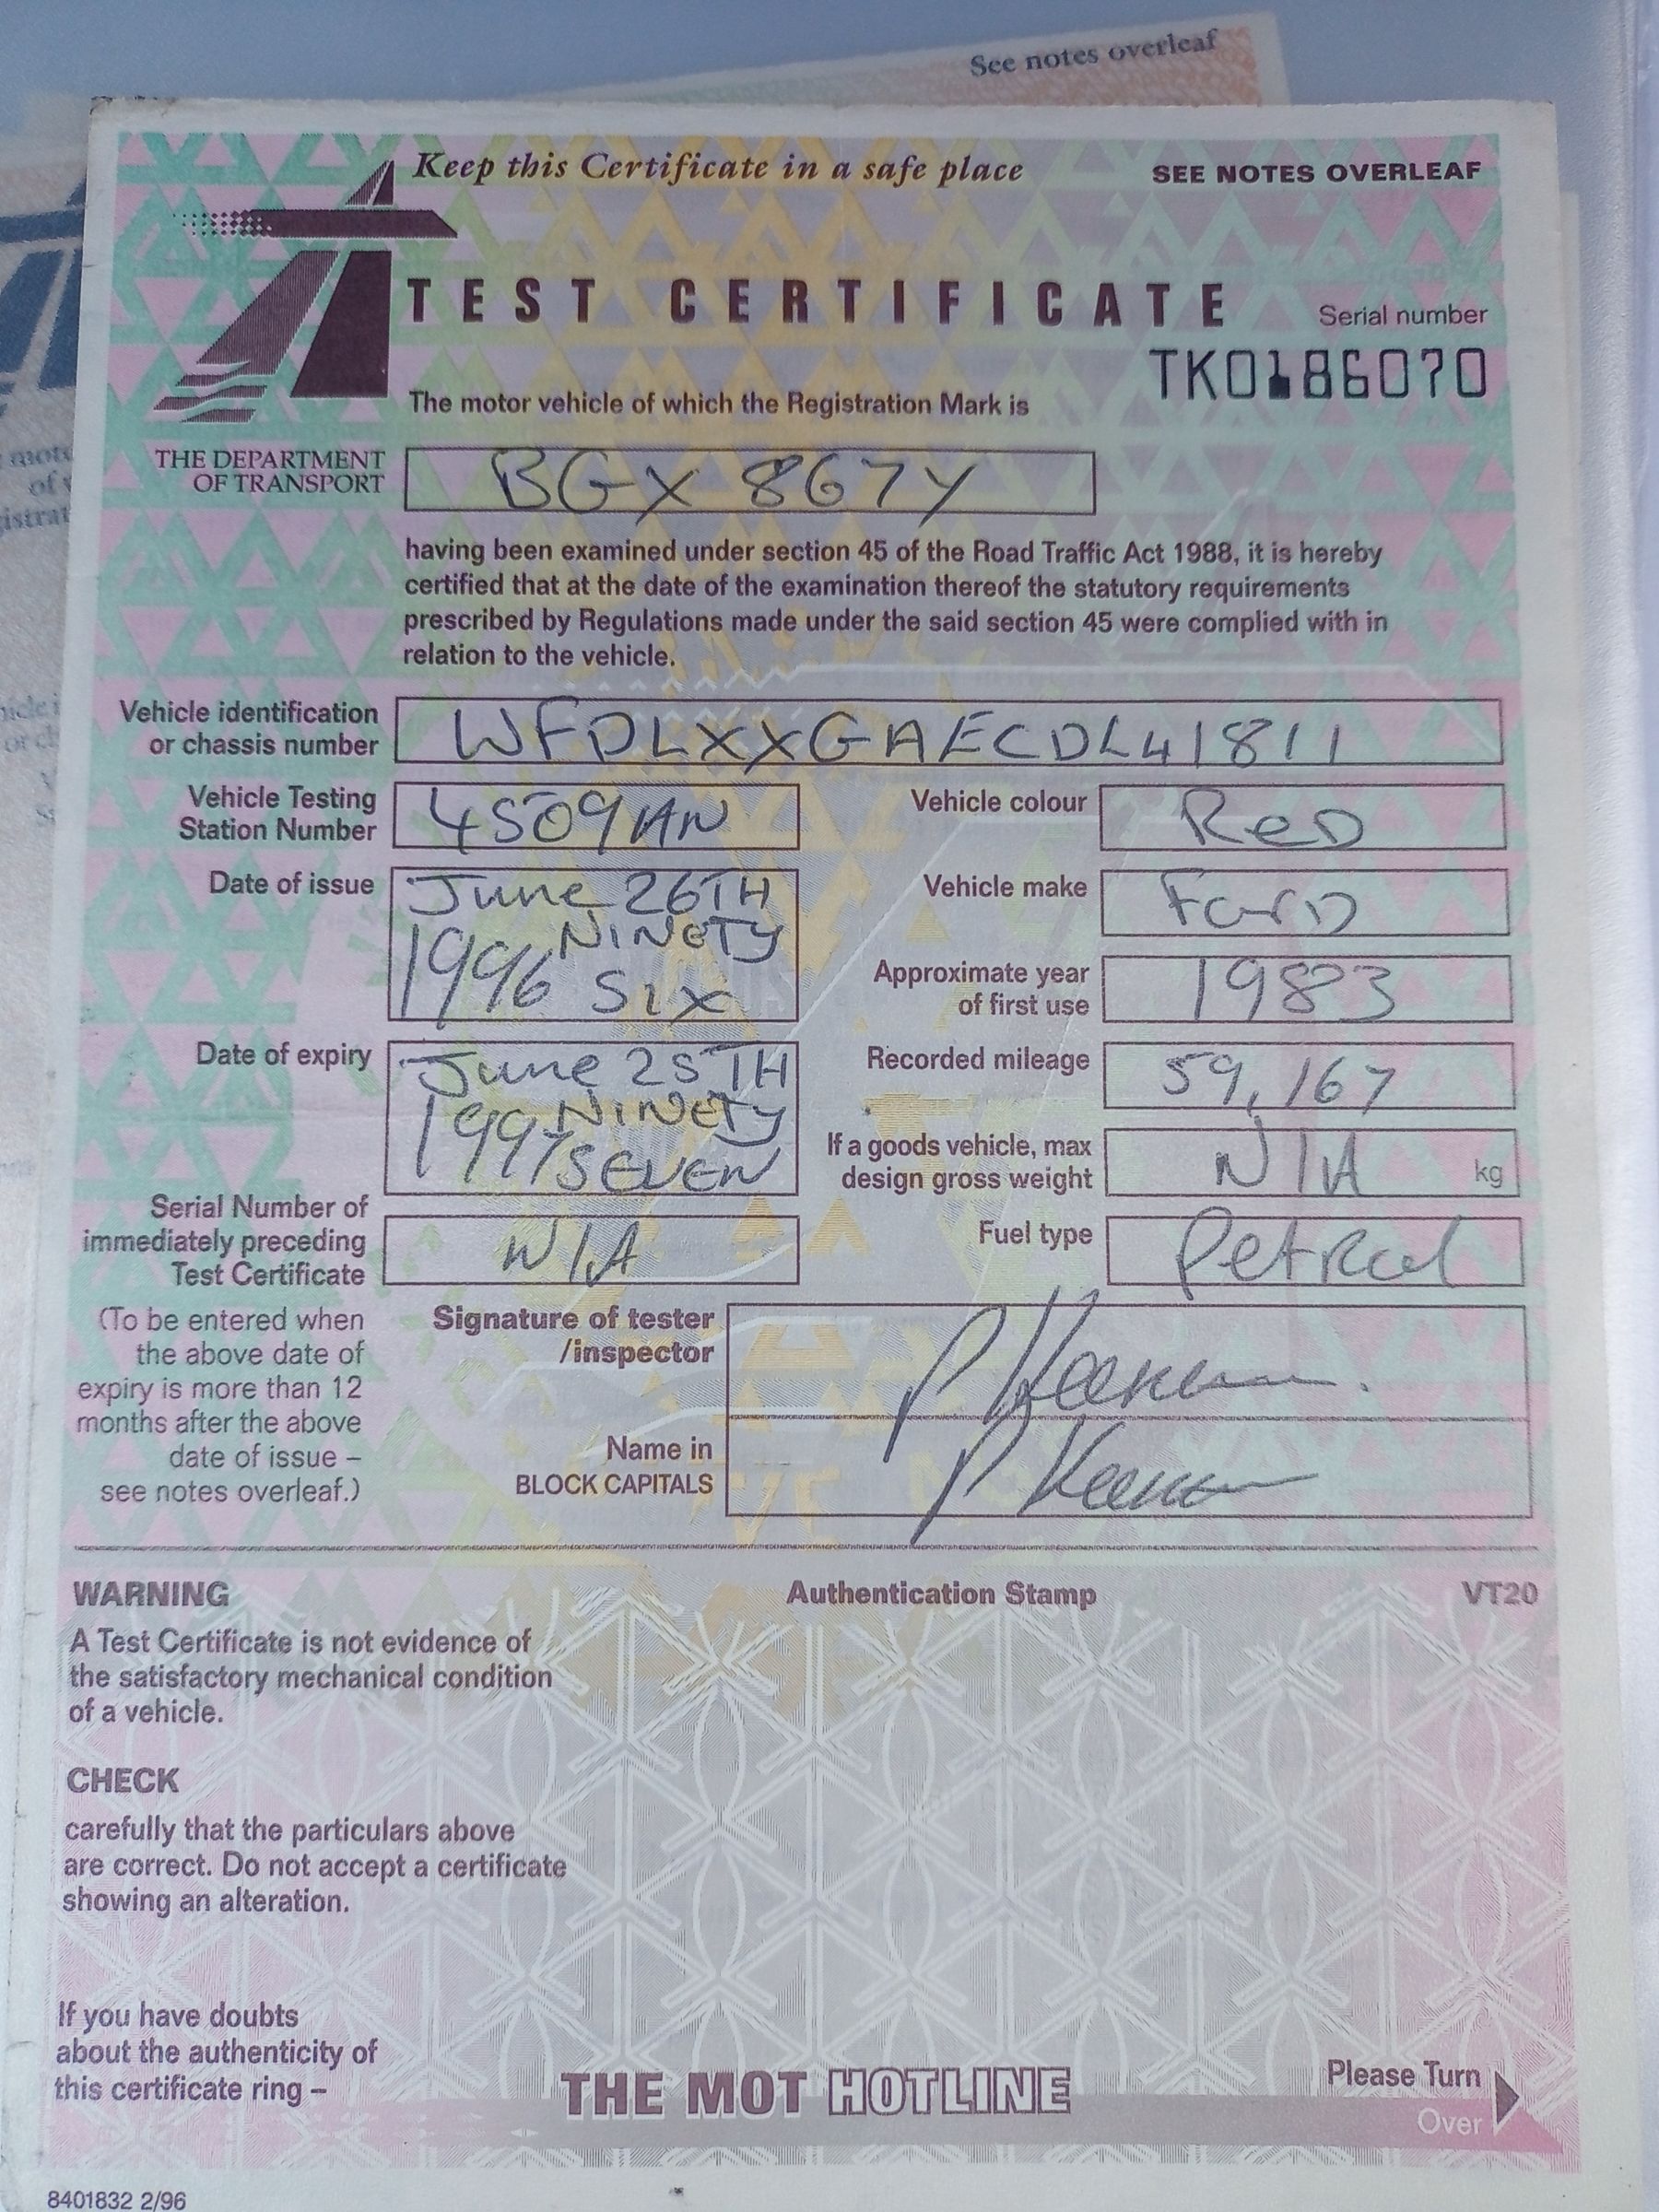 See notes overleaf
Keep this Certificate in a safe place
SEE NOTES OVERLEAF
TEST CERTIFICATE
Serial number
TK0186070
The motor vehicle of which the Registration Mark is
THE DEPARTMENT
OF TRANSPORT
BGX 867Y
having been examined under section 45 of the Road Traffic Act 1988, it is hereby
certified that at the date of the examination thereof the statutory requirements
prescribed by Regulations made under the said section 45 were complied with in
relation to the vehicle.
Vehicle identification
or chassis number
WFDLXXGAECDL41811
Vehicle Testing
Station Number
4509AN
Vehicle colour
ReD
Date of issue
June 26TH
NINeTy
1996 SIX
Vehicle make
ForD
Approximate year
of first use
1983
Date of expiry
June 25TH
NINETy
1997 SEVEN
Recorded mileage
59,167
If a goods vehicle, max
design gross weight
N/A
kg
Serial Number of
immediately preceding
Test Certificate
N/A
Fuel type
PetRol
(To be entered when
the above date of
expiry is more than 12
months after the above
date of issue –
see notes overleaf.)
Signature of tester
/inspector
P Keenan.
Name in
BLOCK CAPITALS
P Keenan
WARNING
Authentication Stamp
VT20
A Test Certificate is not evidence of
the satisfactory mechanical condition
of a vehicle.
CHECK
carefully that the particulars above
are correct. Do not accept a certificate
showing an alteration.
If you have doubts
about the authenticity of
this certificate ring –
THE MOT HOTLINE
Please Turn
Over
8401832 2/96